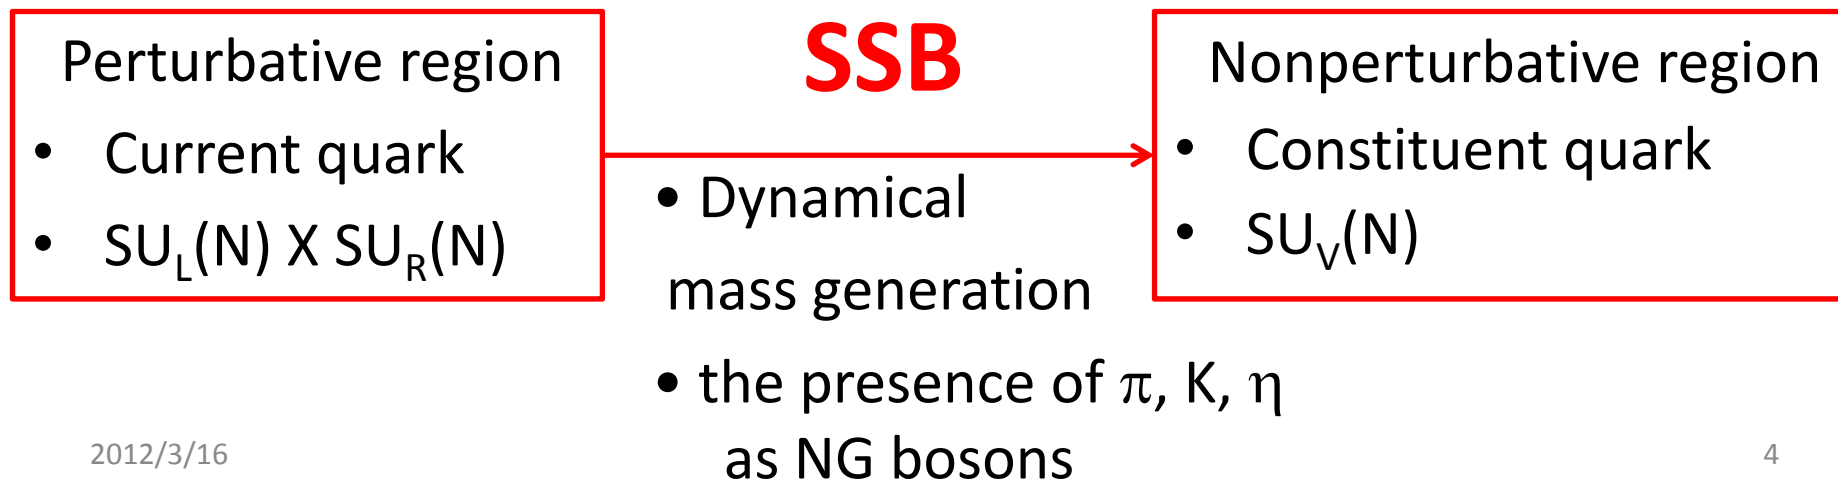 Perturbative region
• Current quark
• SU_L(N) X SU_R(N)
SSB
• Dynamical
mass generation
• the presence of π, K, η
as NG bosons
Nonperturbative region
• Constituent quark
• SU_V(N)
2012/3/16
4